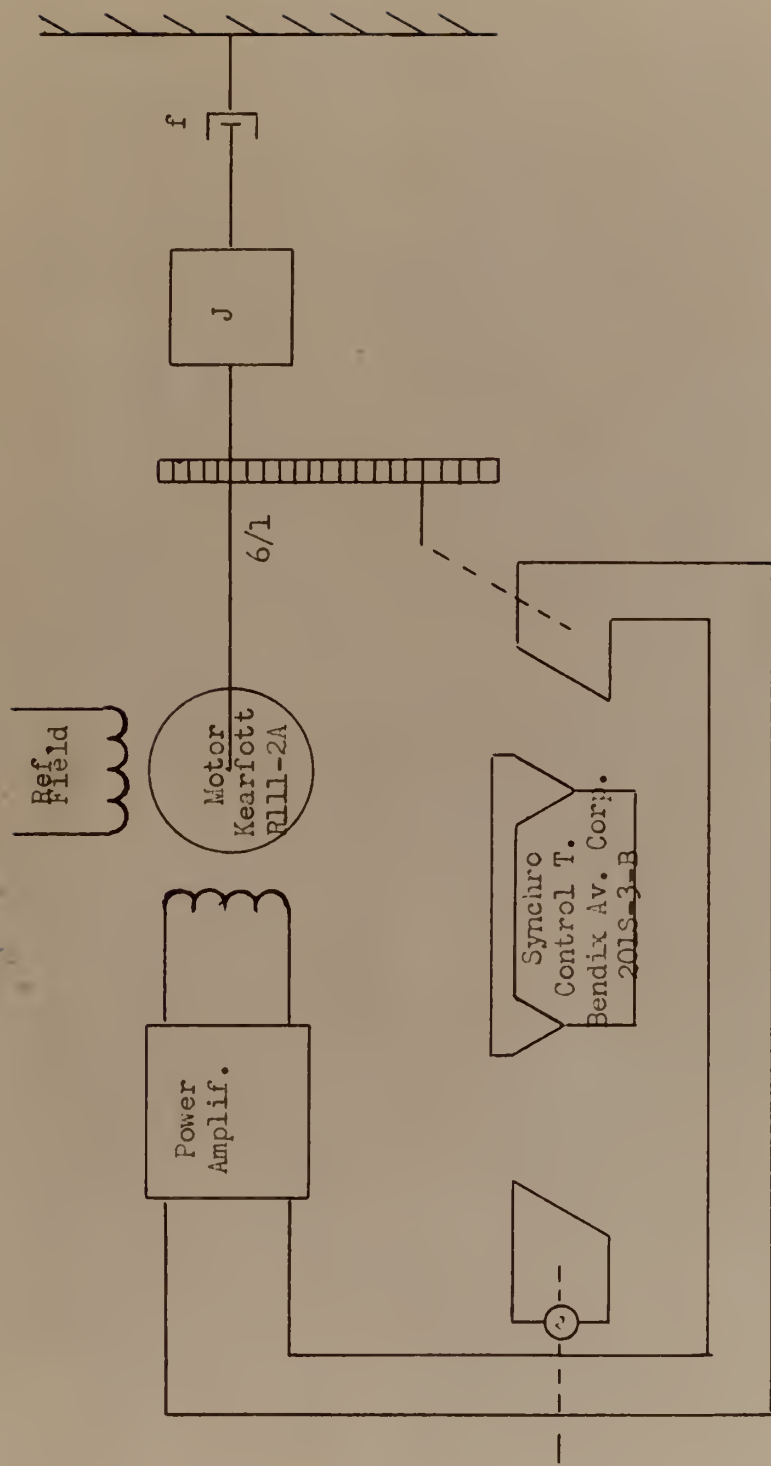 f
J
6/1
Ref.
Field
Motor
Kearfott
R111-2A
Power
Amplif.
Synchro
Control T.
Bendix Av. Corp.
201S-3-B